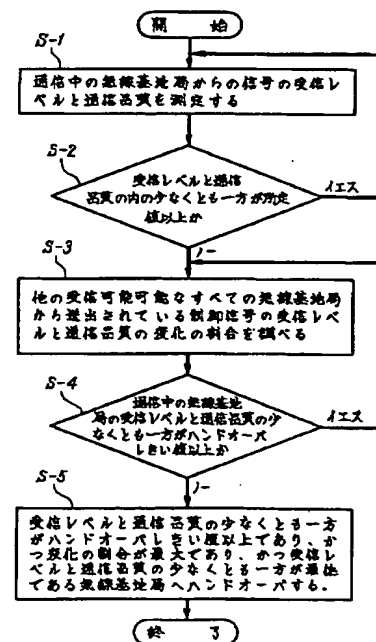 開 始
S-1
通信中の無線基地局からの信号の受信レ
ベルと通信品質を測定する
S-2
受信レベルと通信
品質の内の少なくとも一方が所定
値以上か
イエス
ノー
S-3
他の受信可能可能なすべての無線基地局
から送出されている制御信号の受信レベ
ルと通信品質の変化の割合を調べる
S-4
通信中の無線基地
局の受信レベルと通信品質の少
なくとも一方がハンドオーバ
しきい値以上か
イエス
ノー
S-5
受信レベルと通信品質の少なくとも一方
がハンドオーバしきい値以上であり、か
つ変化の割合が最大であり、かつ受信レ
ベルと通信品質の少なくとも一方が最低
である無線基地局へハンドオーバする。
終 了